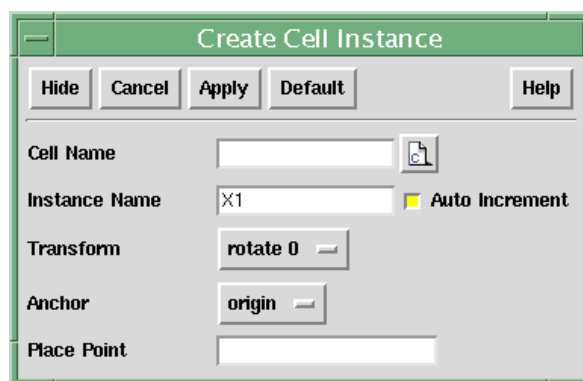 Create Cell Instance
Hide Cancel Apply Default Help
Cell Name C
Instance Name X1 Auto Increment
Transform rotate 0
Anchor origin
Place Point